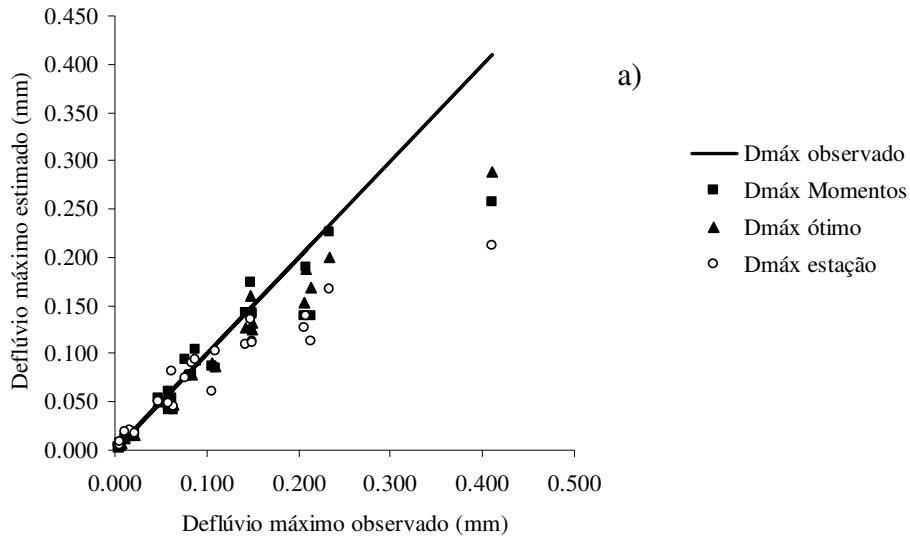 0.450
0.400
0.350
0.300
0.250
0.200
0.150
0.100
0.050
0.000
Deflúvio máximo estimado (mm)
0.000 0.100 0.200 0.300 0.400 0.500
Deflúvio máximo observado (mm)
a)
Dmáx observado
Dmáx Momentos
Dmáx ótimo
Dmáx estação